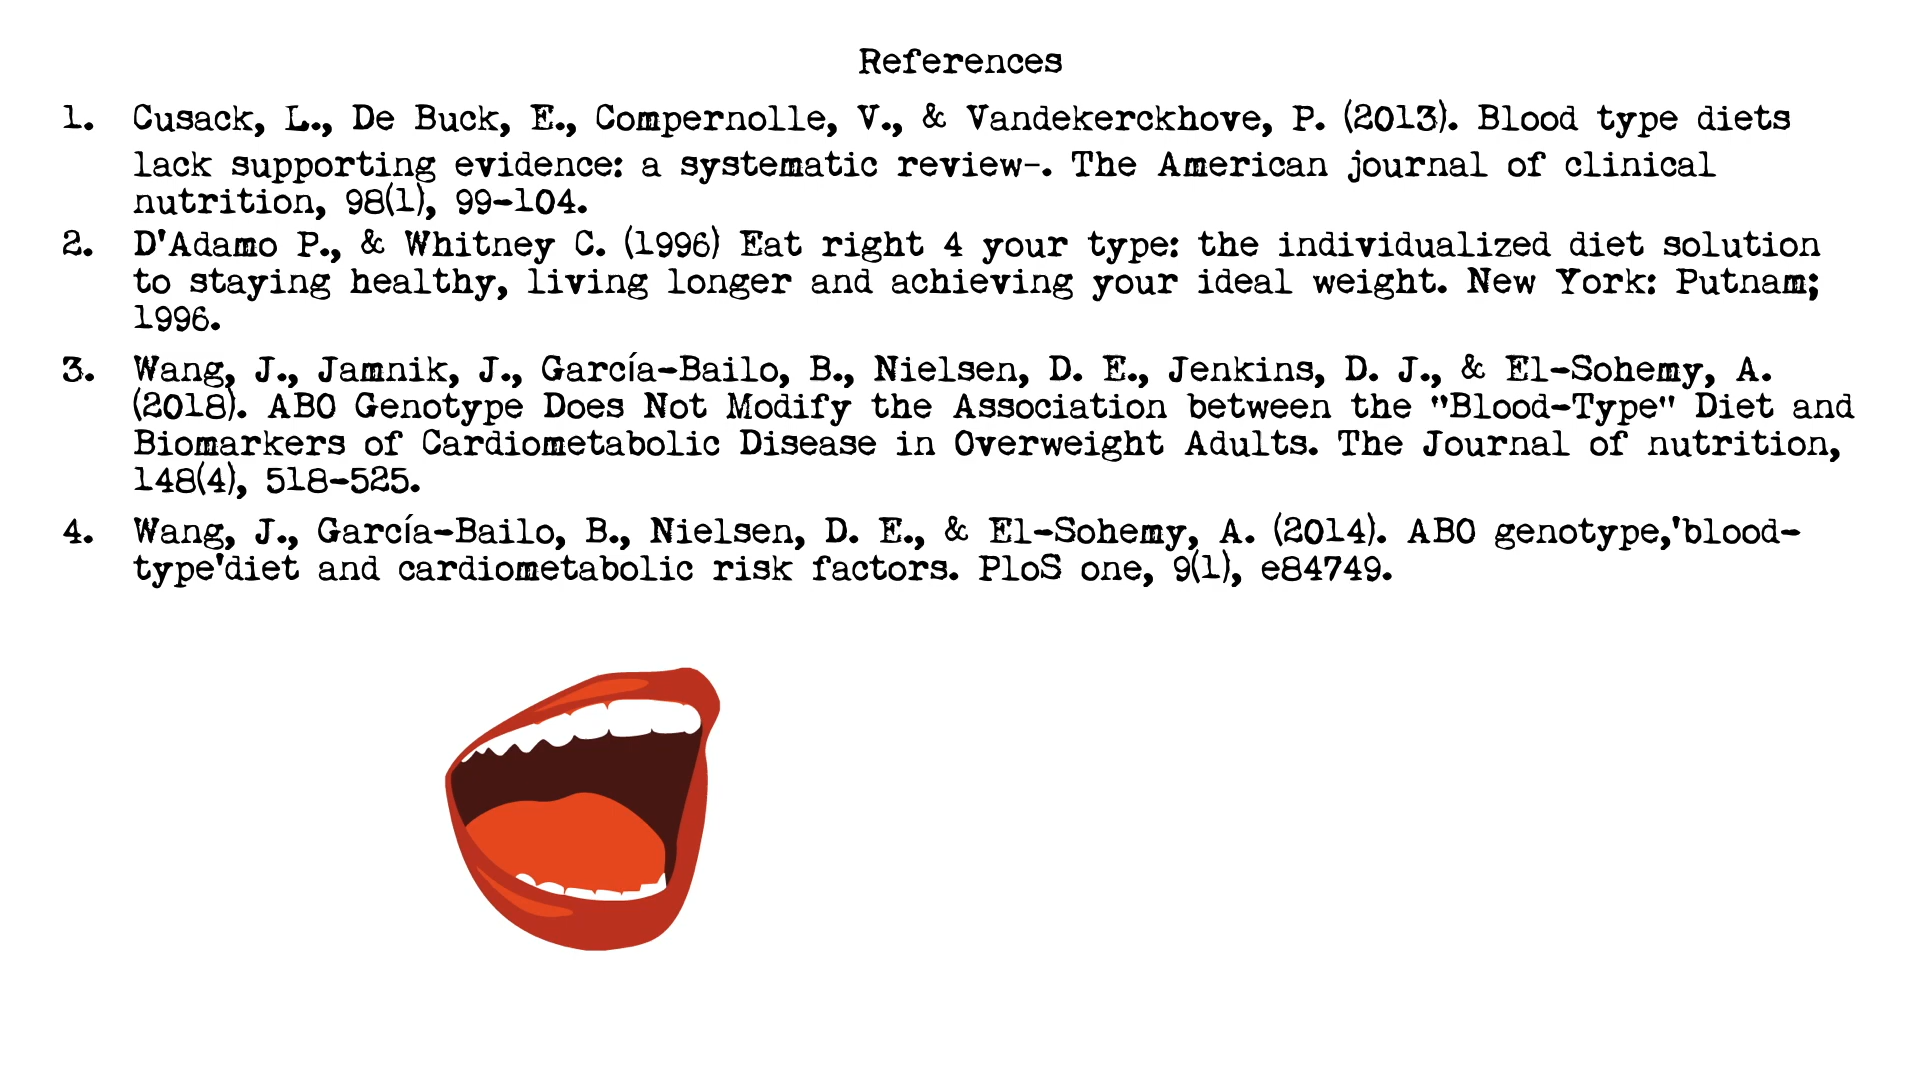 References
1. Cusack, L., De Buck, E., Compernolle, V., & Vandekerckhove, P. (2013). Blood type diets
lack supporting evidence: a systematic review-. The American journal of clinical
nutrition, 98(1), 99-104.
2. D'Adamo P., & Whitney C. (1996) Eat right 4 your type: the individualized diet solution
to staying healthy, living longer and achieving your ideal weight. New York: Putnam;
1996.
3. Wang, J., Jamnik, J., García-Bailo, B., Nielsen, D. E., Jenkins, D. J., & El-Sohemy, A.
(2018). ABO Genotype Does Not Modify the Association between the "Blood-Type" Diet and
Biomarkers of Cardiometabolic Disease in Overweight Adults. The Journal of nutrition,
148(4), 518-525.
4. Wang, J., García-Bailo, B., Nielsen, D. E., & El-Sohemy, A. (2014). ABO genotype,'blood-
type'diet and cardiometabolic risk factors. PloS one, 9(1), e84749.